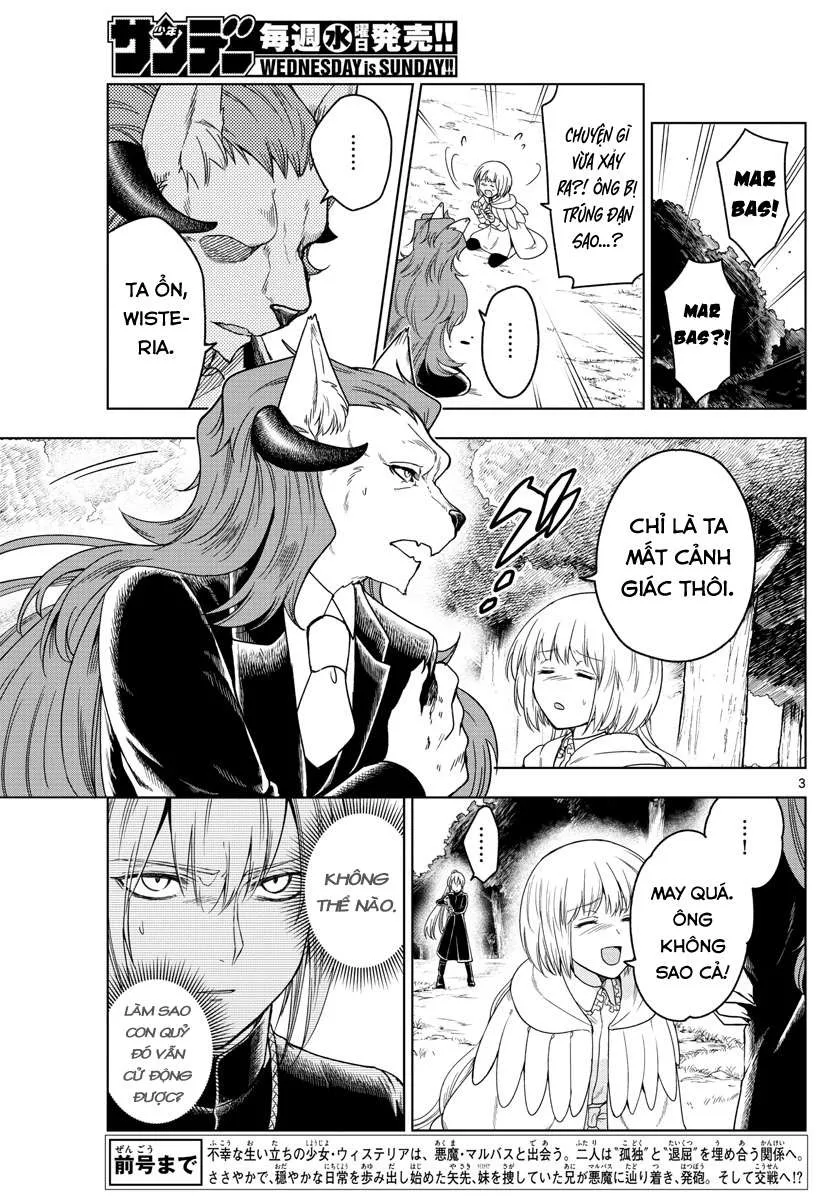 少年サンデー 毎週水曜日発売!!
WEDNESDAY is SUNDAY!!
MAR
BAS!
MAR
BAS?!
CHUYỆN GÌ
VỪA XẢY
RA?! ÔNG BỊ
TRÚNG ĐẠN
SAO...?
......
......
TA ỔN,
WISTE-
RIA.
CHỈ LÀ TA
MẤT CẢNH
GIÁC THÔI.
グル
3
...!
MAY QUÁ.
ÔNG
KHÔNG
SAO CẢ!
......
KHÔNG
THỂ NÀO.
LÀM SAO
CON QUỶ
ĐÓ VẪN
CỬ ĐỘNG
ĐƯỢC?
前号まで
不幸な生い立ちの少女・ウィステリアは、悪魔・マルバスと出会う。二人は"孤独"と"退屈"を埋め合う関係へ。
ささやかで、穏やかな日常を歩み出し始めた矢先、妹を捜していた兄が悪魔に辿り着き、発砲。そして交戦へ!?